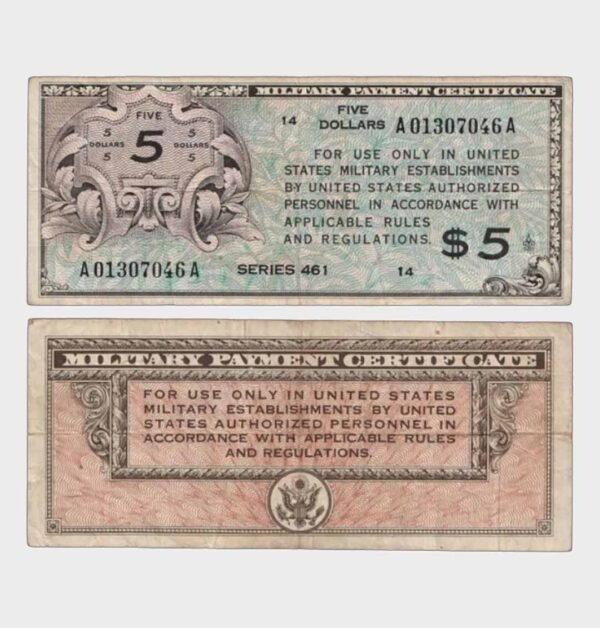 MILITARY PAYMENT CERTIFICATE
FIVE
5 5
DOLLARS 5 DOLLARS
5 5
14 FIVE DOLLARS A01307046A
FOR USE ONLY IN UNITED
STATES MILITARY ESTABLISHMENTS
BY UNITED STATES AUTHORIZED
PERSONNEL IN ACCORDANCE WITH
APPLICABLE RULES
AND REGULATIONS. $5
A01307046A SERIES 461 14
MILITARY PAYMENT CERTIFICATE
FOR USE ONLY IN UNITED STATES
MILITARY ESTABLISHMENTS BY UNITED
STATES AUTHORIZED PERSONNEL IN
ACCORDANCE WITH APPLICABLE RULES
AND REGULATIONS.